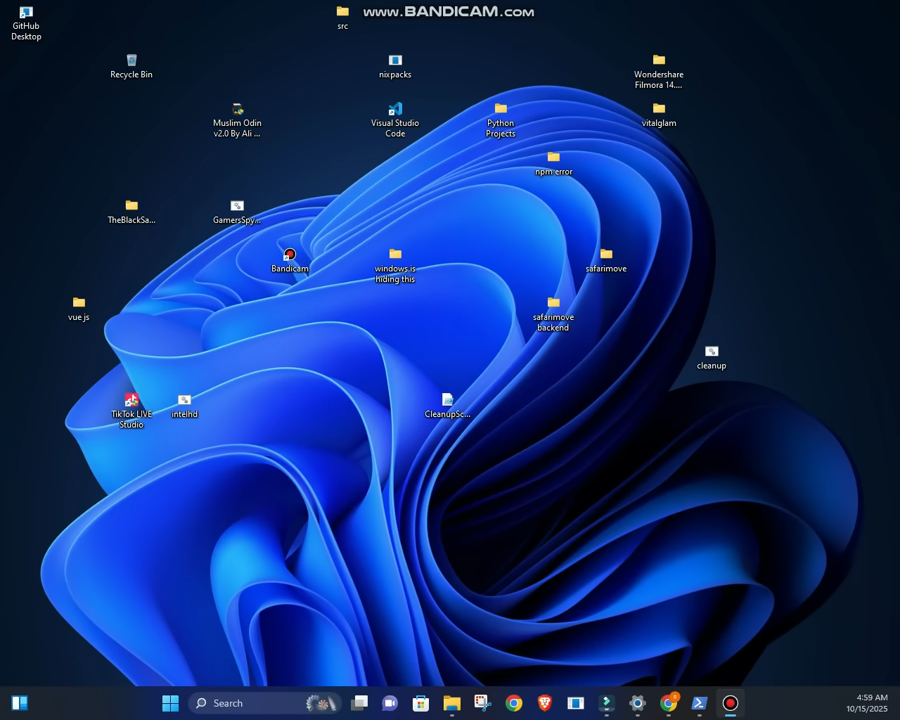 www.BANDICAM.com
GitHub
Desktop
src
Recycle Bin
nixpacks
Wondershare
Filmora 14....
Muslim Odin
v2.0 By Ali ...
Visual Studio
Code
Python
Projects
vitalglam
npm error
TheBlackSa...
GamersSpy...
Bandicam
windows is
hiding this
safarimove
vue js
safarimove
backend
cleanup
TikTok LIVE
Studio
intelhd
CleanupSc...
Search
4:59 AM
10/15/2025